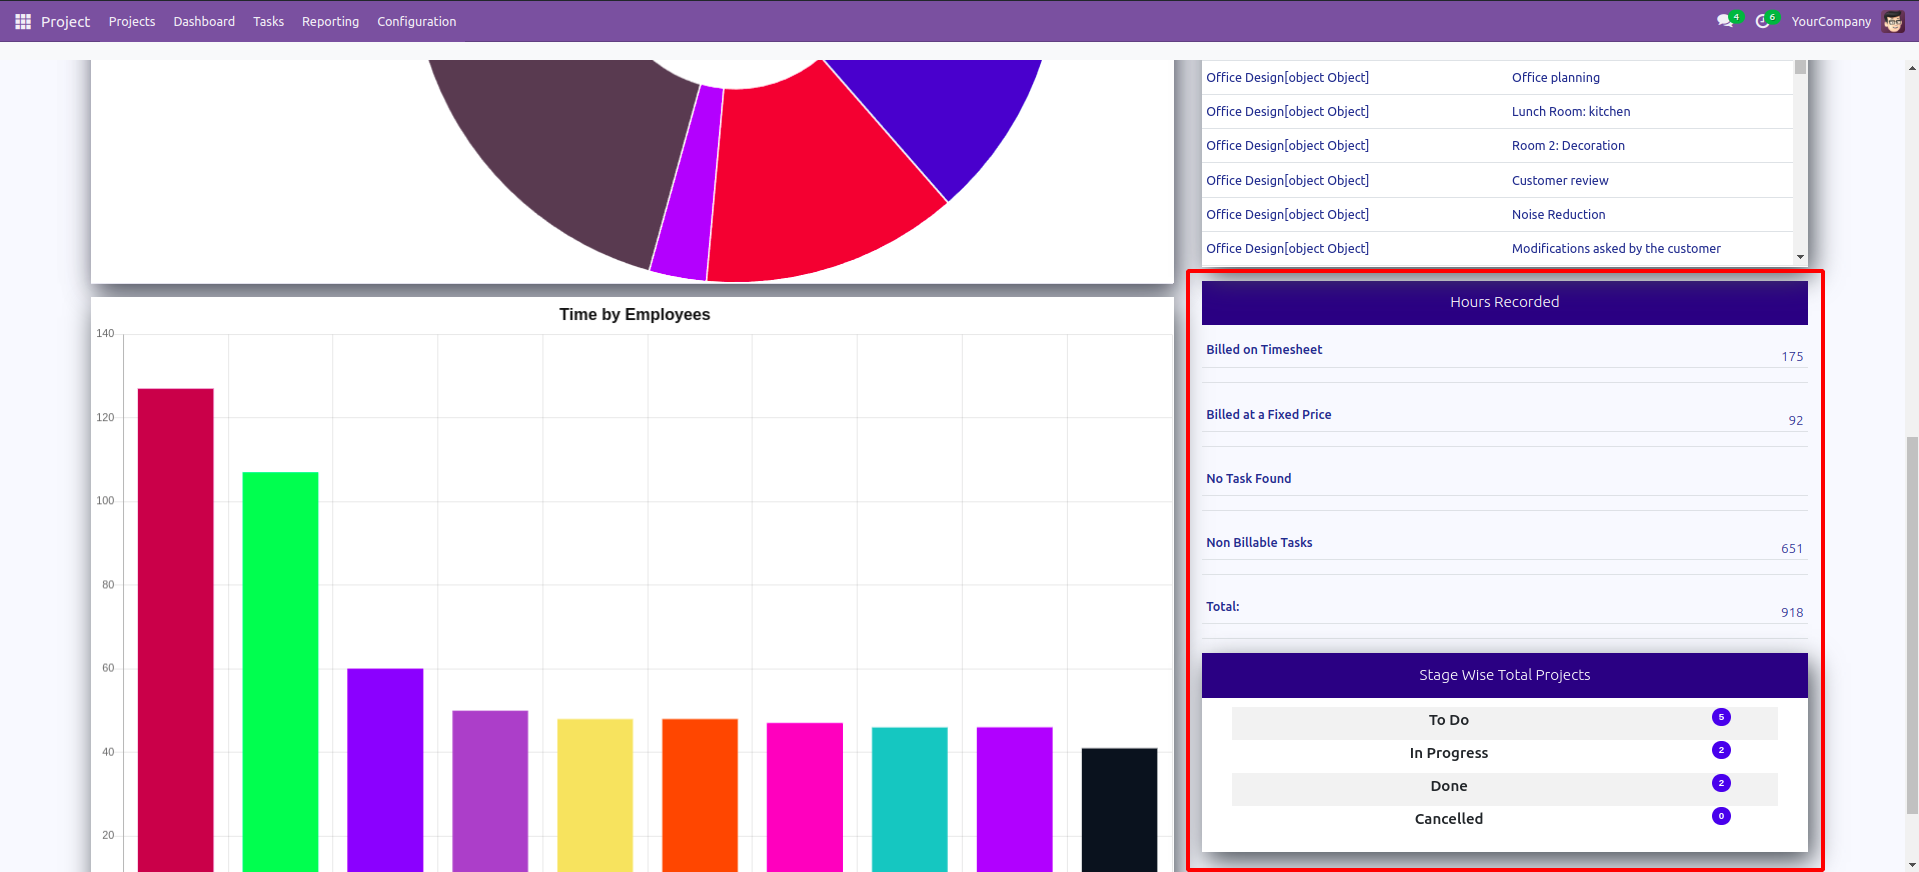 Project Projects Dashboard Tasks Reporting Configuration 4 6 YourCompany
Office Design[object Object] Office planning
Office Design[object Object] Lunch Room: kitchen
Office Design[object Object] Room 2: Decoration
Office Design[object Object] Customer review
Office Design[object Object] Noise Reduction
Office Design[object Object] Modifications asked by the customer
Time by Employees
140
120
100
80
60
40
20
Hours Recorded
Billed on Timesheet 175
Billed at a Fixed Price 92
No Task Found
Non Billable Tasks 651
Total: 918
Stage Wise Total Projects
To Do 5
In Progress 2
Done 2
Cancelled 0